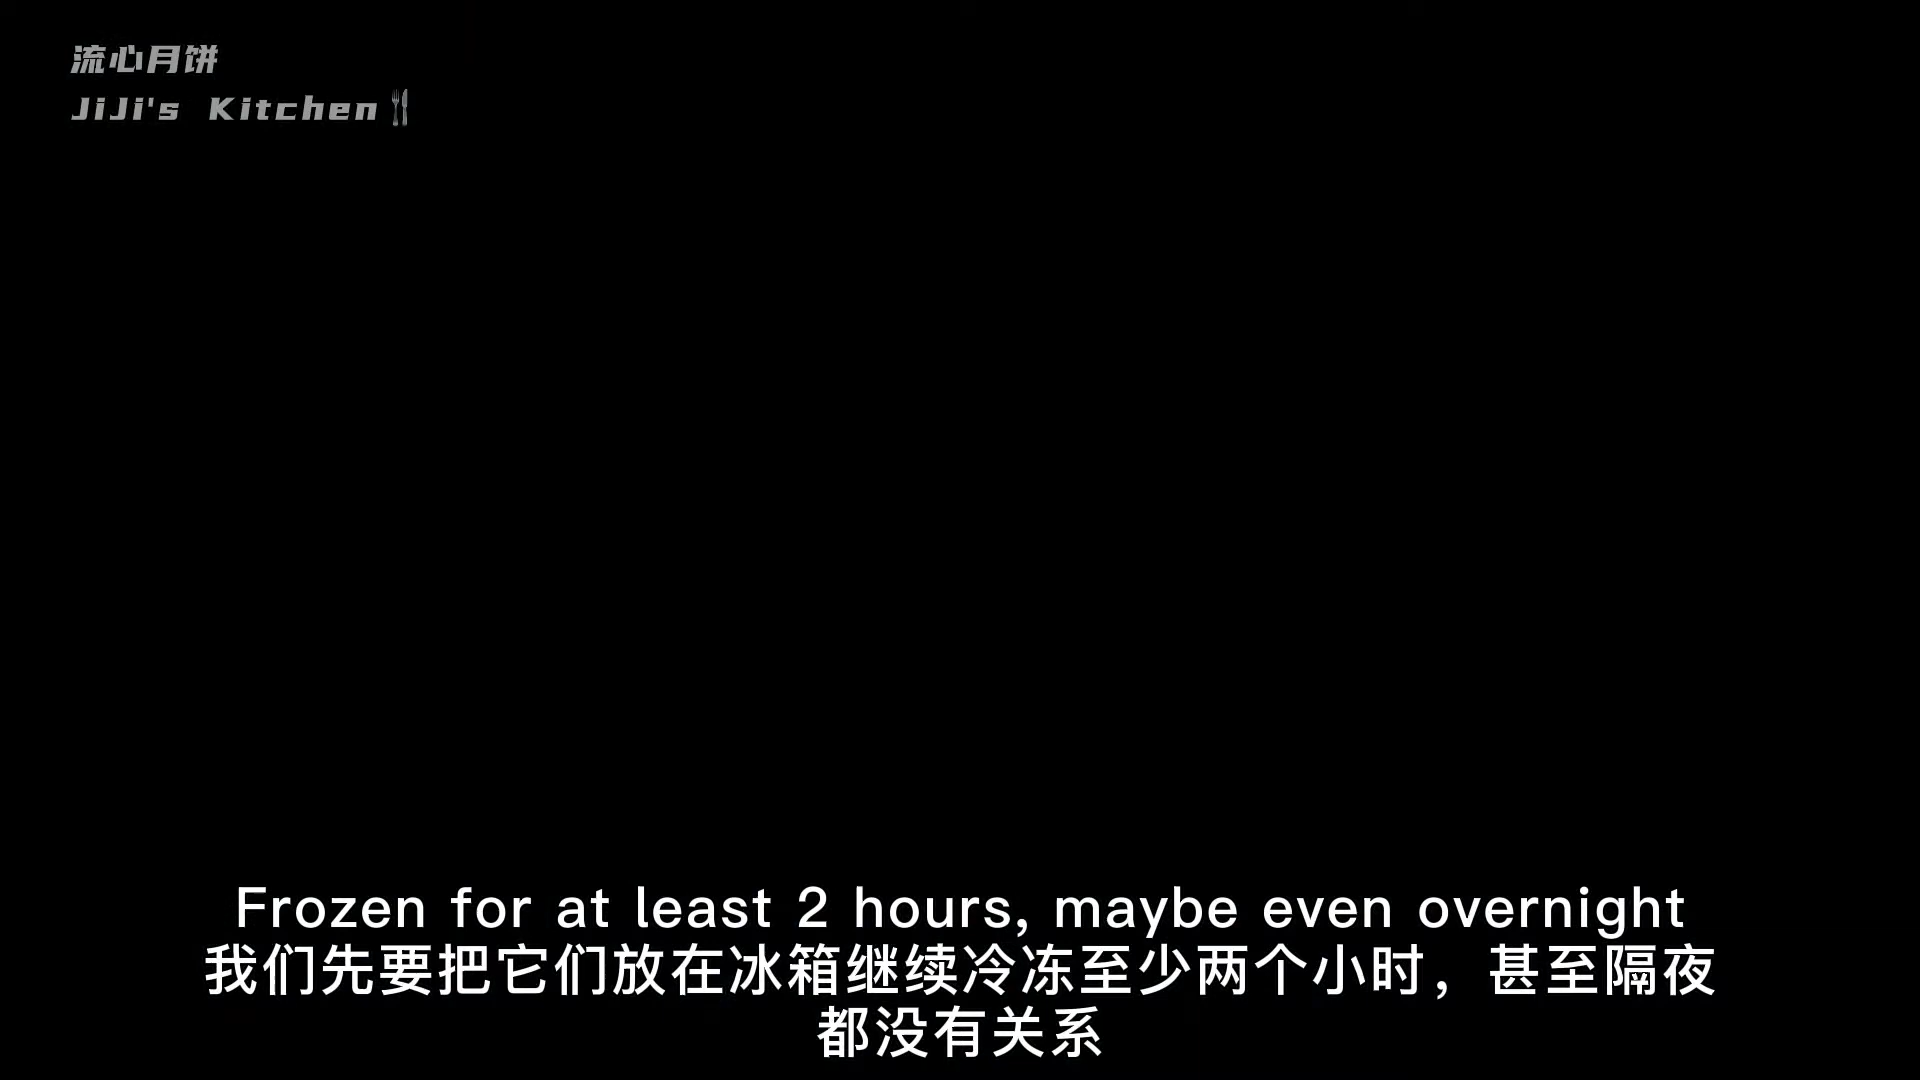 流心月饼
JiJi's Kitchen
Frozen for at least 2 hours, maybe even overnight
我们先要把它们放在冰箱继续冷冻至少两个小时，甚至隔夜
都没有关系